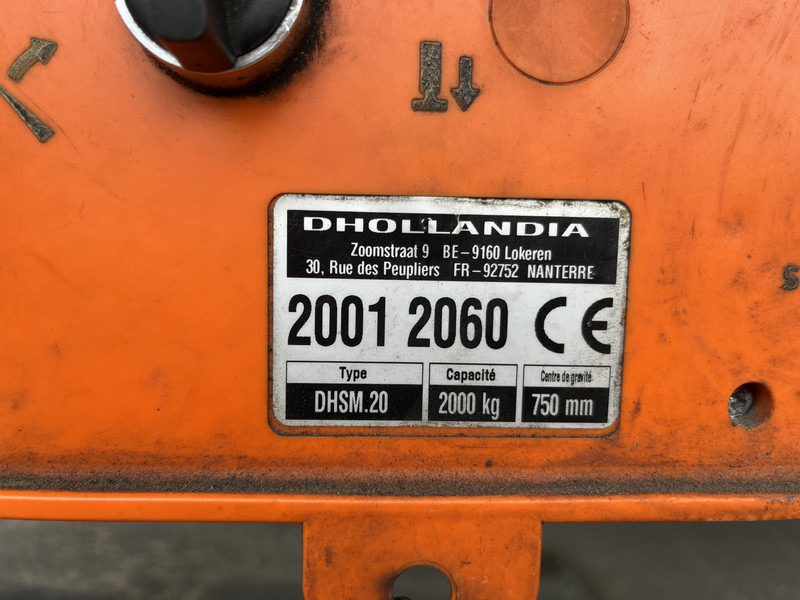 DHOLLANDIA
Zoomstraat 9 BE-9160 Lokeren
30, Rue des Peupliers FR-92752 NANTERRE
2001 2060 CE
Type Capacité Centre de gravité
DHSM.20 2000 kg 750 mm
S